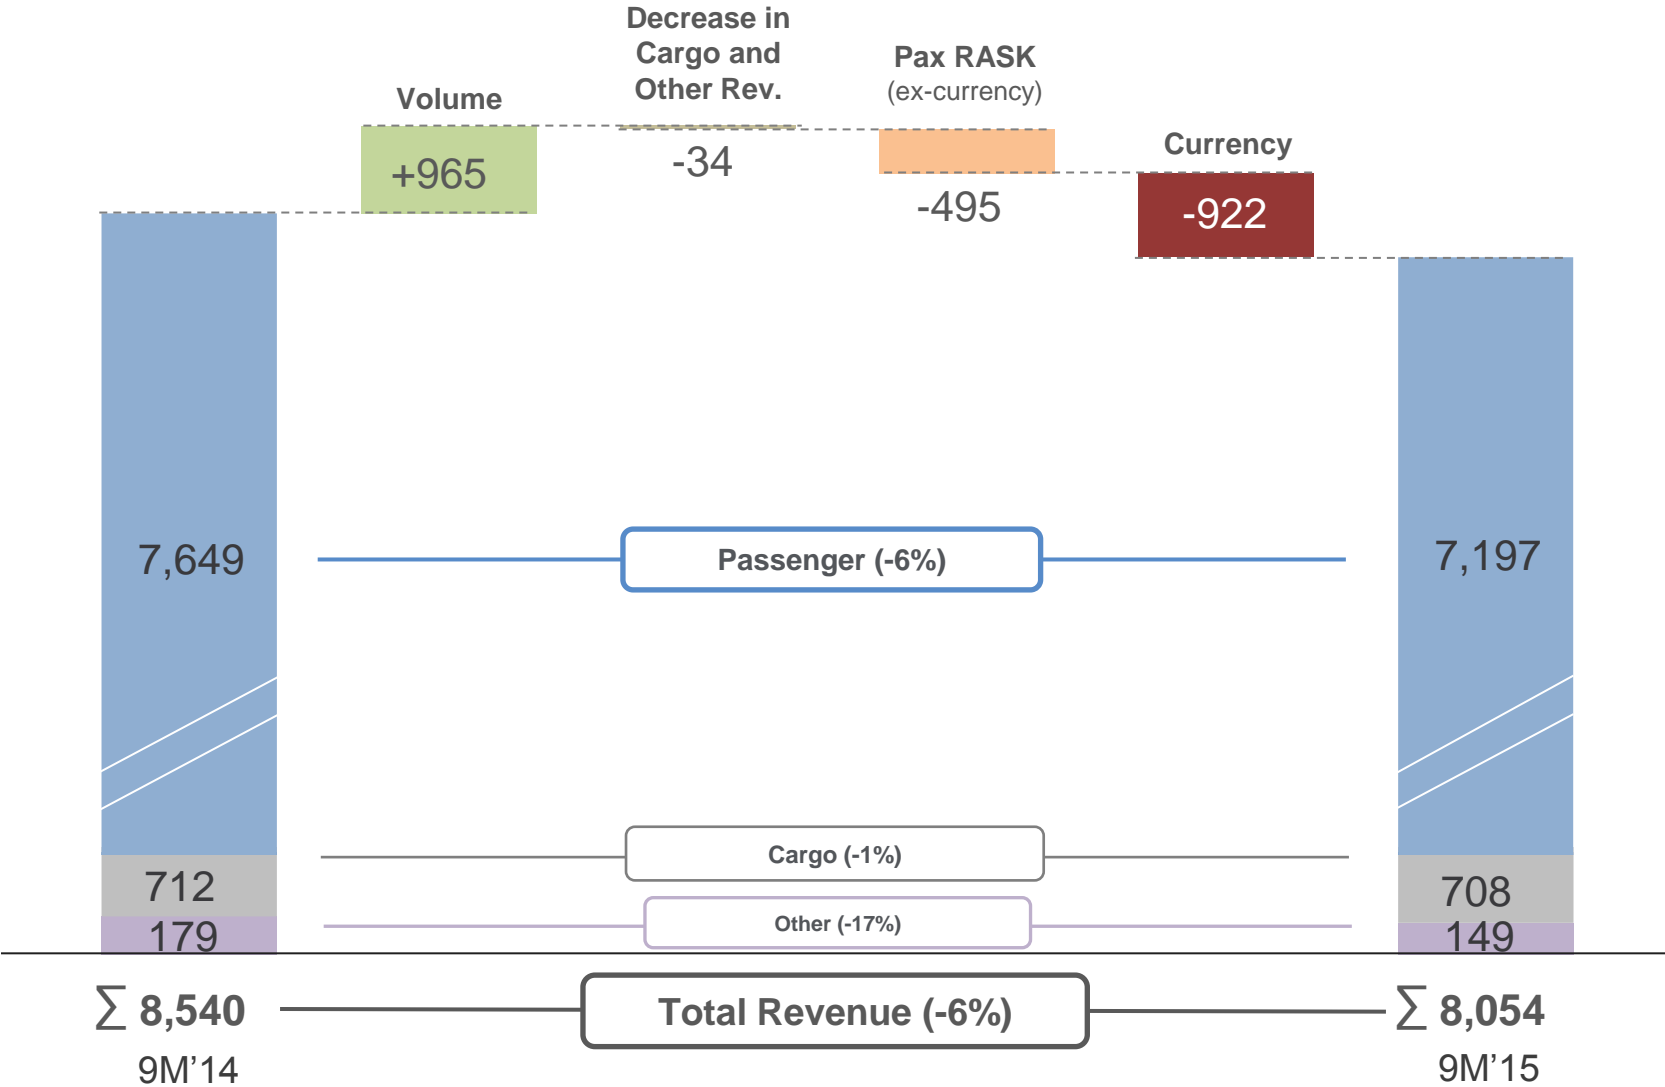 Decrease in
Cargo and
Other Rev.
Pax RASK
(ex-currency)
Volume
Currency
+965
-34
-495
-922
7,649
Passenger (-6%)
7,197
712
Cargo (-1%)
708
179
Other (-17%)
149
∑ 8,540
Total Revenue (-6%)
∑ 8,054
9M’14
9M’15